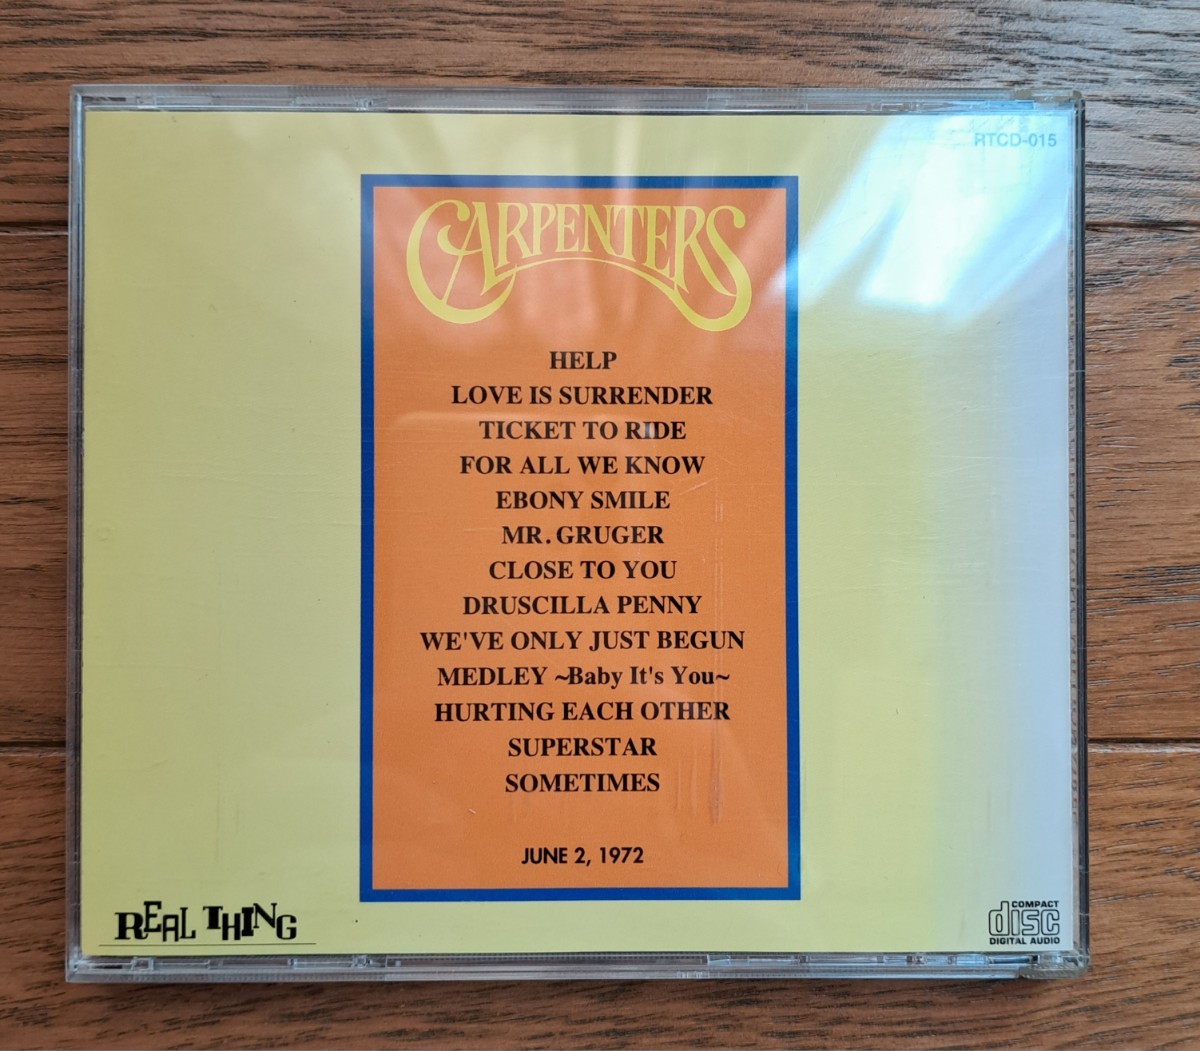 RTCD-015
CARPENTERS
HELP
LOVE IS SURRENDER
TICKET TO RIDE
FOR ALL WE KNOW
EBONY SMILE
MR. GRUGER
CLOSE TO YOU
DRUSCILLA PENNY
WE'VE ONLY JUST BEGUN
MEDLEY ~Baby It's You~
HURTING EACH OTHER
SUPERSTAR
SOMETIMES
JUNE 2, 1972
REAL THING
COMPACT
disc
DIGITAL AUDIO